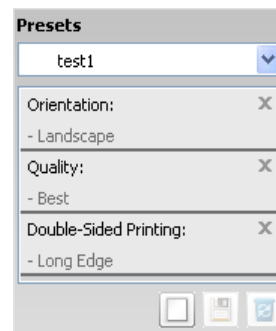 Presets
test1
Orientation:
- Landscape
Quality:
- Best
Double-Sided Printing:
- Long Edge